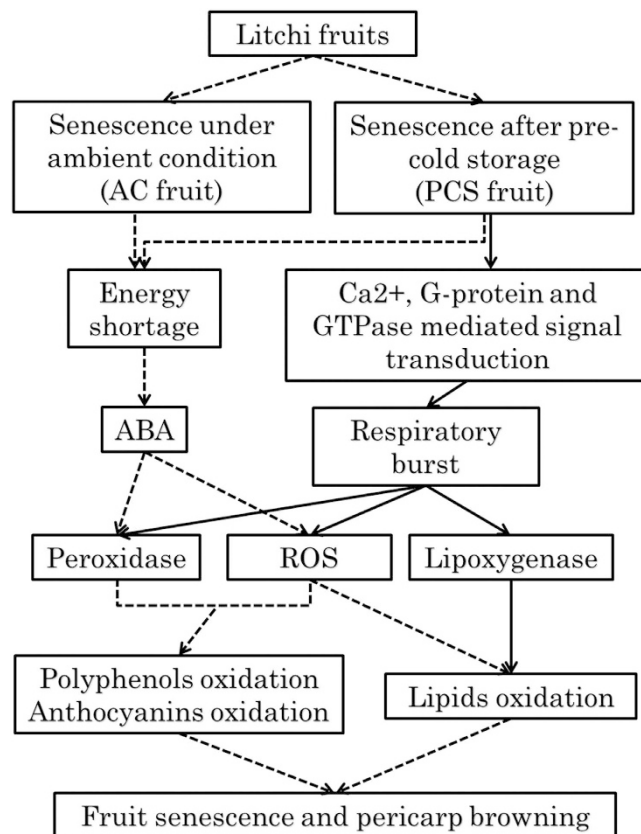 Litchi fruits
Senescence under
ambient condition
(AC fruit)
Senescence after pre-
cold storage
(PCS fruit)
Energy
shortage
Ca2+, G-protein and
GTPase mediated signal
transduction
ABA
Respiratory
burst
Peroxidase
ROS
Lipoxygenase
Polyphenols oxidation
Anthocyanins oxidation
Lipids oxidation
Fruit senescence and pericarp browning